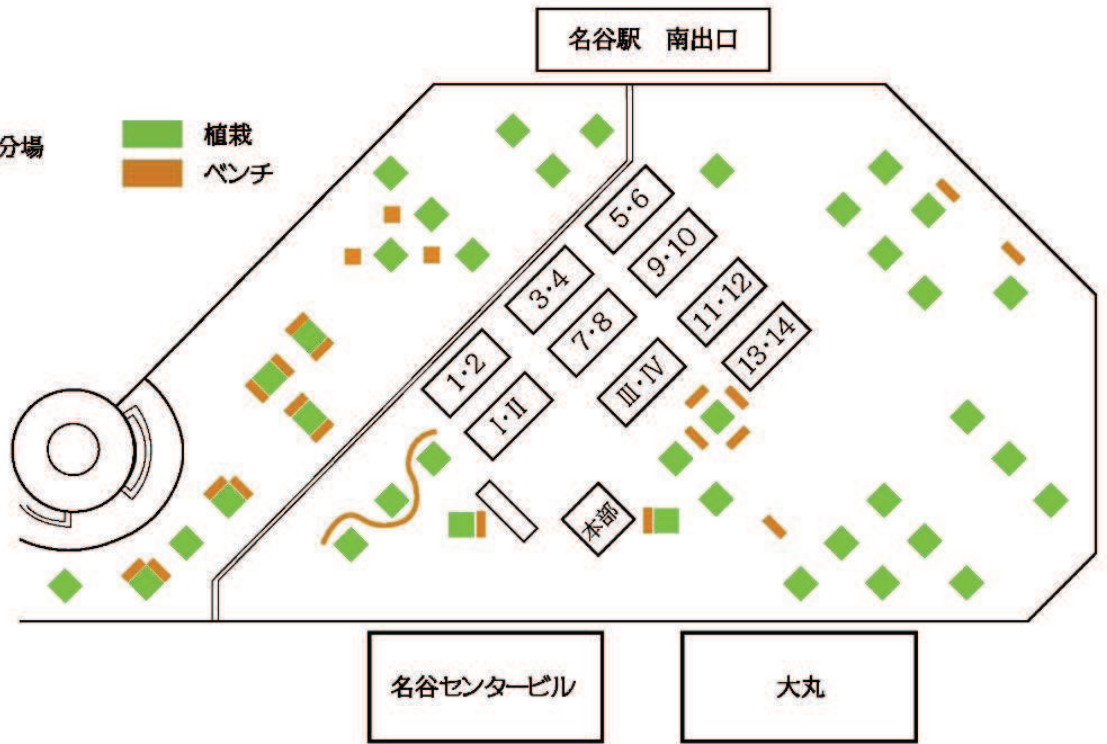 名谷駅　南出口
分場
植栽
ベンチ
5・6
9・10
3・4
11・12
7・8
13・14
1・2
Ⅲ・Ⅳ
Ⅰ・Ⅱ
本部
名谷センタービル
大丸